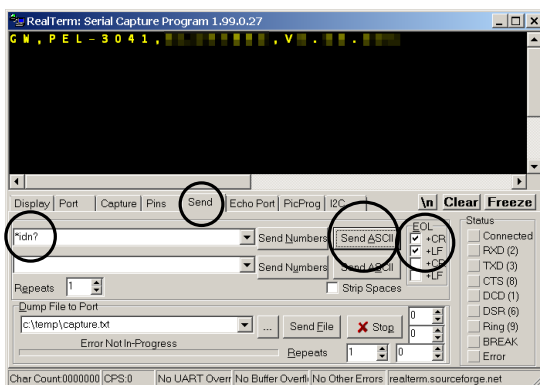 RealTerm: Serial Capture Program 1.99.0.27
GW,PEL-3041, ,V . .
Display Port Capture Pins Send Echo Port PicProg I2C \n Clear Freeze
*idn? Send Numbers Send ASCII EOL +CR +LF
Send Numbers Send ASCII +CR +LF
Repeats 1 Strip Spaces
Dump File to Port
c:\temp\capture.txt ... Send File Stop 0 0
Error Not In-Progress Repeats 1 0
Status
Connected
RXD (2)
TXD (3)
CTS (8)
DCD (1)
DSR (6)
Ring (9)
BREAK
Error
Char Count:0000000 CPS:0 No UART Overr No Buffer Overfl No Other Errors realterm.sourceforge.net